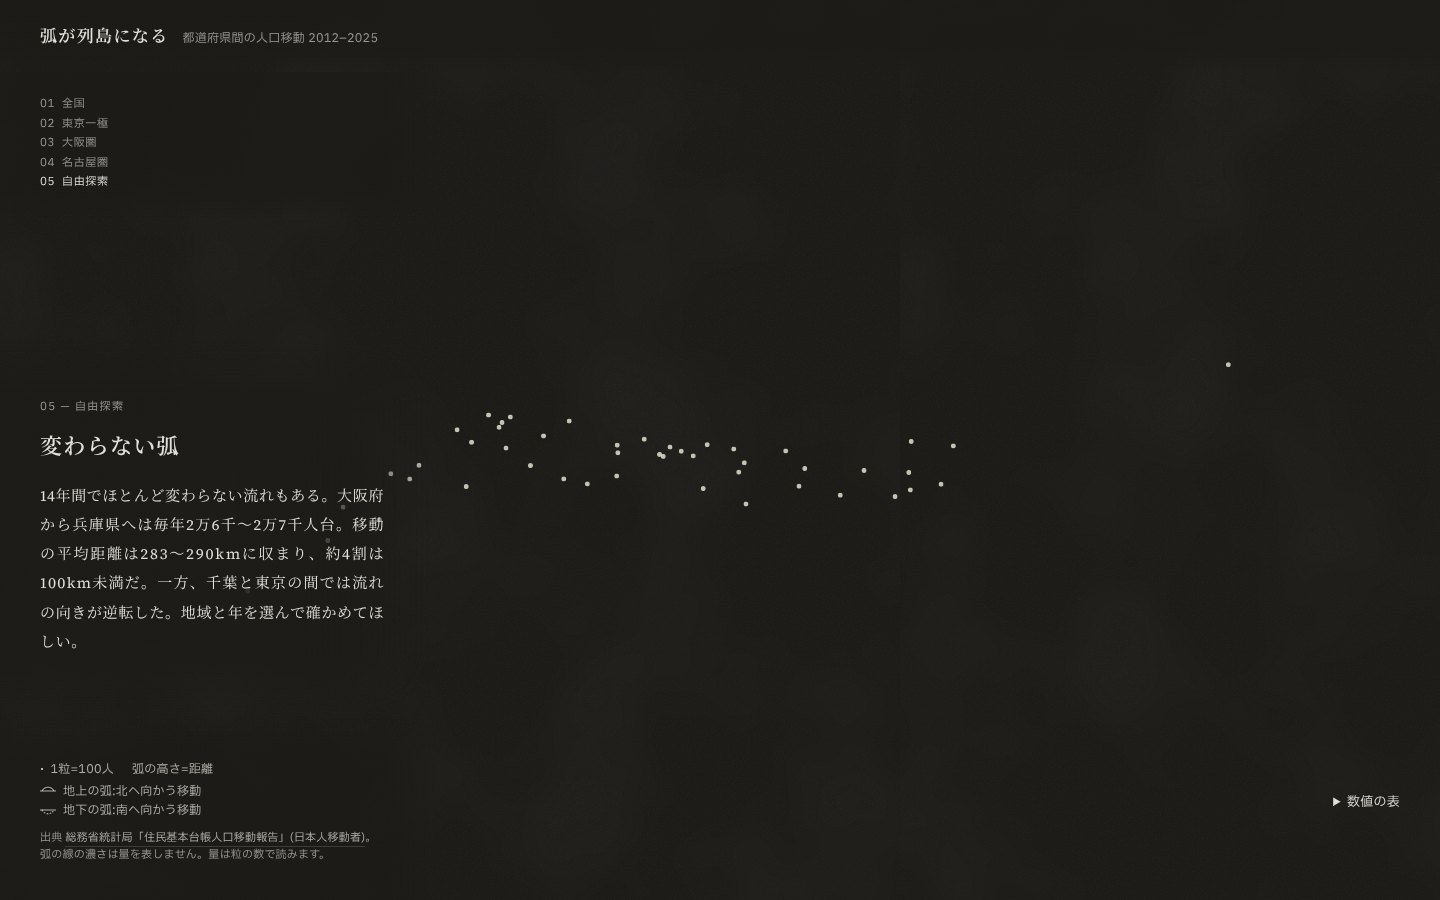 弧が列島になる 都道府県間の人口移動 2012–2025
01 全国
02 東京一極
03 大阪圏
04 名古屋圏
05 自由探索
05 — 自由探索
変わらない弧
14年間でほとんど変わらない流れもある。大阪府
から兵庫県へは毎年2万6千〜2万7千人台。移動
の平均距離は283〜290kmに収まり、約4割は
100km未満だ。一方、千葉と東京の間では流れ
の向きが逆転した。地域と年を選んで確かめてほ
しい。
· 1粒=100人 弧の高さ=距離
地上の弧:北へ向かう移動
地下の弧:南へ向かう移動
出典 総務省統計局「住民基本台帳人口移動報告」(日本人移動者)。
弧の線の濃さは量を表しません。量は粒の数で読みます。
▶ 数値の表